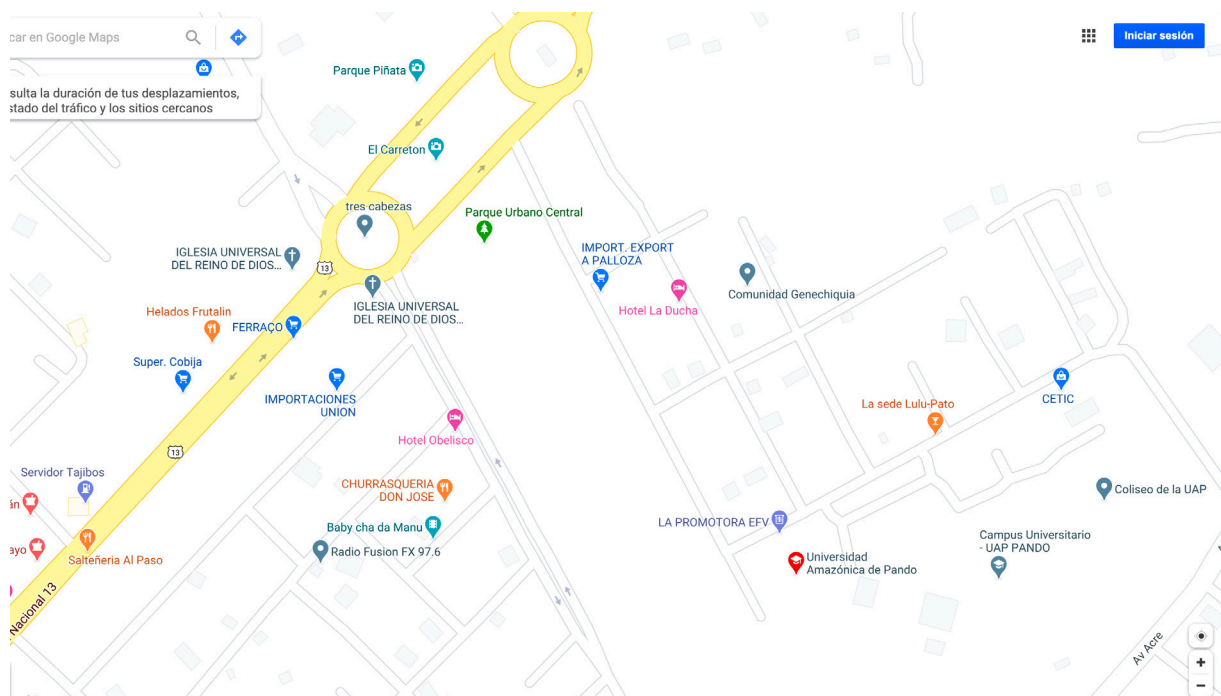 car en Google Maps
Iniciar sesión
sulta la duración de tus desplazamientos,
stado del tráfico y los sitios cercanos
Parque Piñata
El Carreton
tres cabezas
Parque Urbano Central
IGLESIA UNIVERSAL
DEL REINO DE DIOS...
13
IMPORT. EXPORT
A PALLOZA
Comunidad Genechiquia
Hotel La Ducha
IGLESIA UNIVERSAL
DEL REINO DE DIOS...
Helados Frutalin
FERRAÇO
Super. Cobija
IMPORTACIONES
UNION
CETIC
La sede Lulu-Pato
Hotel Obelisco
13
Servidor Tajibos
CHURRASQUERIA
DON JOSE
Coliseo de la UAP
án
LA PROMOTORA EFV
Baby cha da Manu
Campus Universitario
- UAP PANDO
ayo
Radio Fusion FX 97.6
Salteñeria Al Paso
Universidad
Amazónica de Pando
Nacional 13
Av Acre
+
−